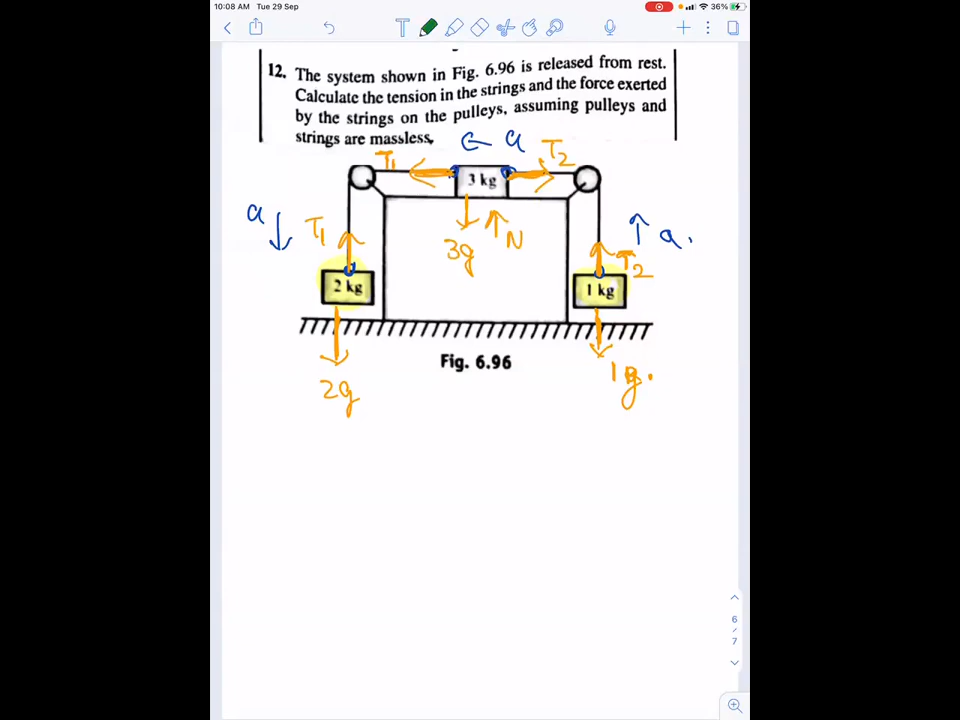 10:08 AM Tue 29 Sep
36%
12. The system shown in Fig. 6.96 is released from rest.
Calculate the tension in the strings and the force exerted
by the strings on the pulleys, assuming pulleys and
strings are massless.
a
T1 T2
3 kg
a
T1 3g N a.
T2
2 kg 1 kg
Fig. 6.96
2g 1g.
6
7